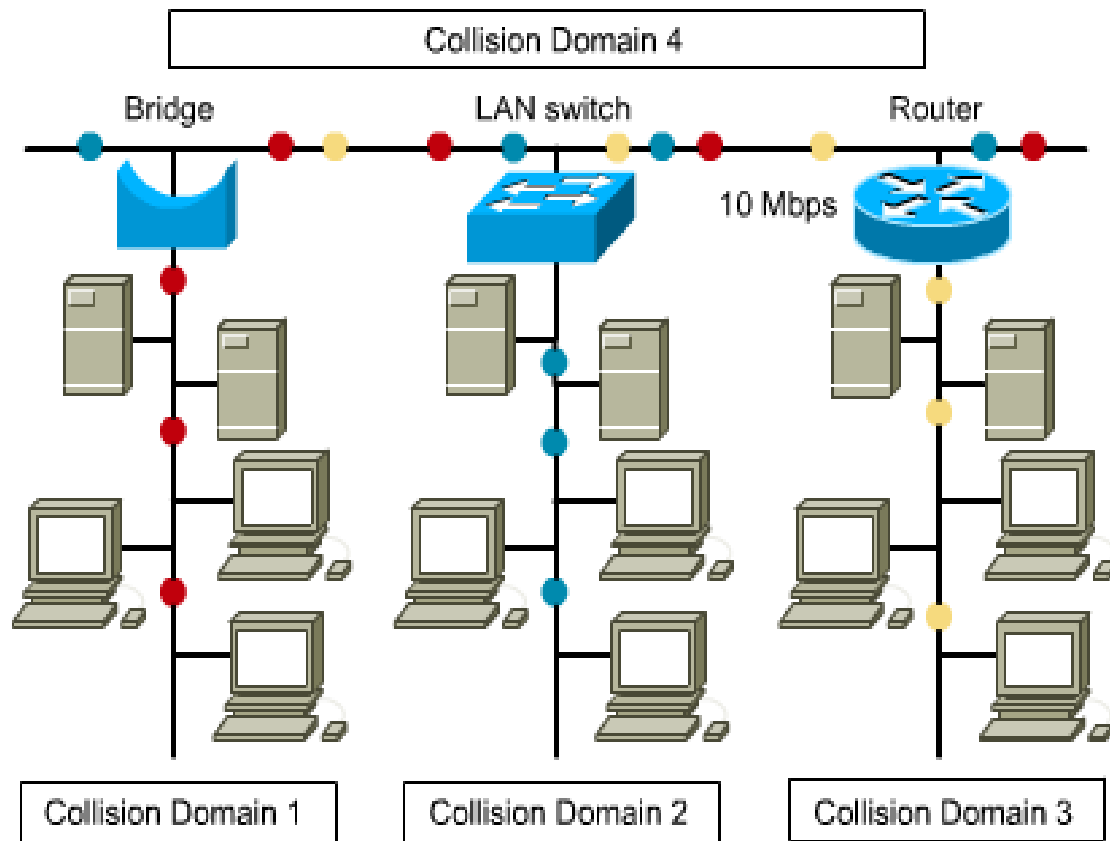 Collision Domain 4
Bridge
LAN switch
Router
10 Mbps
Collision Domain 1
Collision Domain 2
Collision Domain 3